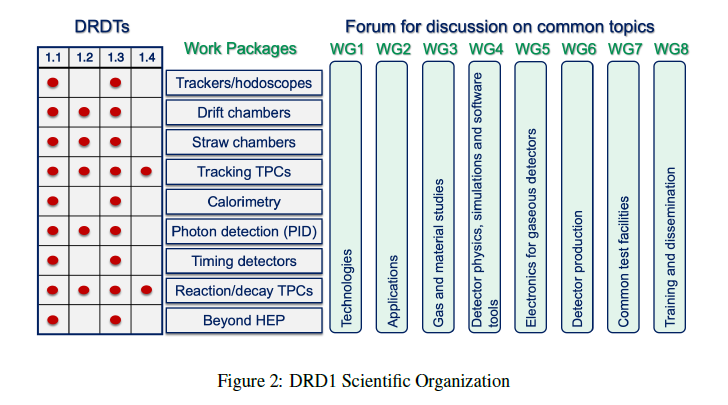 DRDTs
Forum for discussion on common topics
1.1 1.2 1.3 1.4
Work Packages
WG1 WG2 WG3 WG4 WG5 WG6 WG7 WG8
Trackers/hodoscopes
Drift chambers
Straw chambers
Tracking TPCs
Calorimetry
Photon detection (PID)
Timing detectors
Reaction/decay TPCs
Beyond HEP
Technologies
Applications
Gas and material studies
Detector physics, simulations and software
tools
Electronics for gaseous detectors
Detector production
Common test facilities
Training and dissemination
Figure 2: DRD1 Scientific Organization